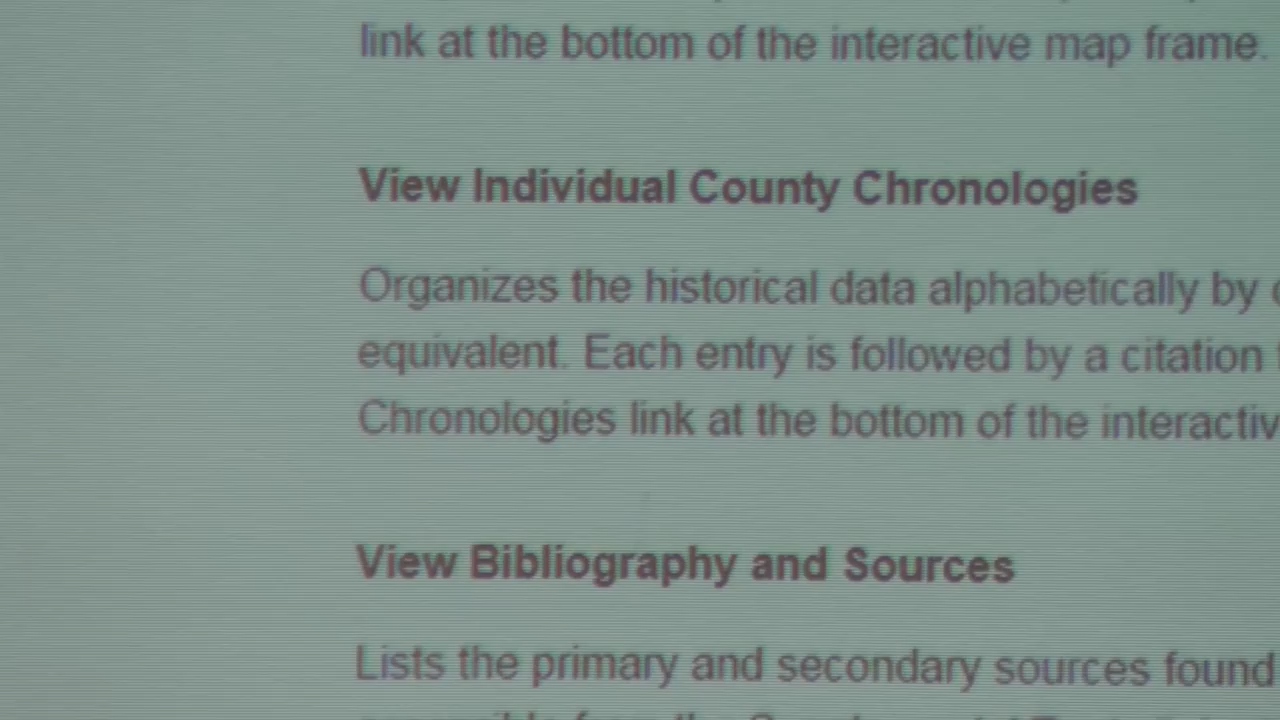 link at the bottom of the interactive map frame.
View Individual County Chronologies
Organizes the historical data alphabetically by
equivalent. Each entry is followed by a citation
Chronologies link at the bottom of the interactiv
View Bibliography and Sources
Lists the primary and secondary sources found